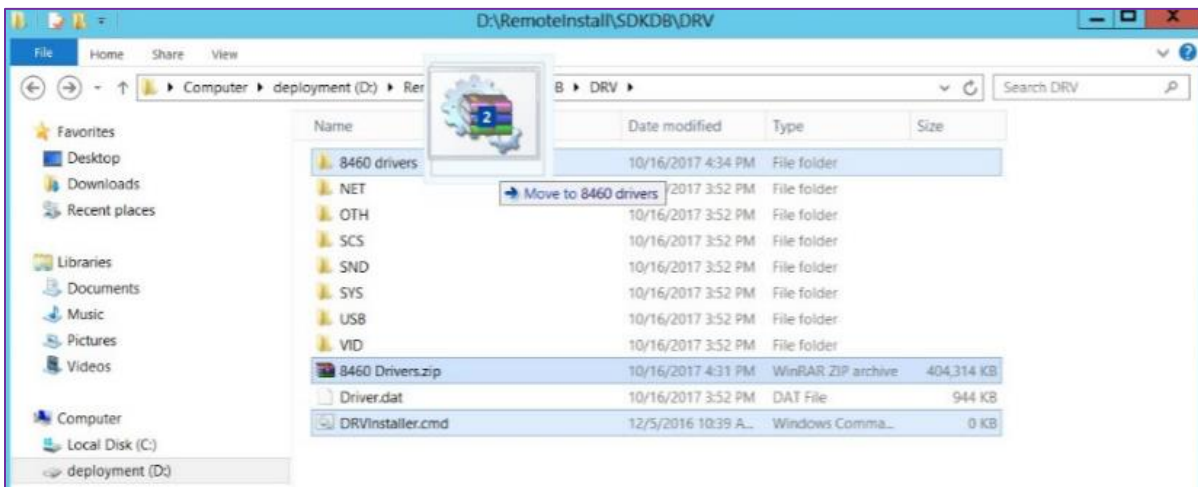 D:\RemoteInstall\SDKDB\DRV
File Home Share View
Computer deployment (D:) Rer B DRV Search DRV
Name Date modified Type Size
Favorites
Desktop
Downloads
Recent places
Libraries
Documents
Music
Pictures
Videos
Computer
Local Disk (C:)
deployment (D:)
2
8460 drivers 10/16/2017 4:34 PM File folder
Move to 8460 drivers
NET /2017 3:52 PM File folder
OTH 10/16/2017 3:52 PM File folder
SCS 10/16/2017 3:52 PM File folder
SND 10/16/2017 3:52 PM File folder
SYS 10/16/2017 3:52 PM File folder
USB 10/16/2017 3:52 PM File folder
VID 10/16/2017 3:52 PM File folder
8460 Drivers.zip 10/16/2017 4:31 PM WinRAR ZIP archive 404,314 KB
Driver.dat 10/16/2017 3:52 PM DAT File 944 KB
DRVInstaller.cmd 12/5/2016 10:39 A... Windows Comma... 0 KB